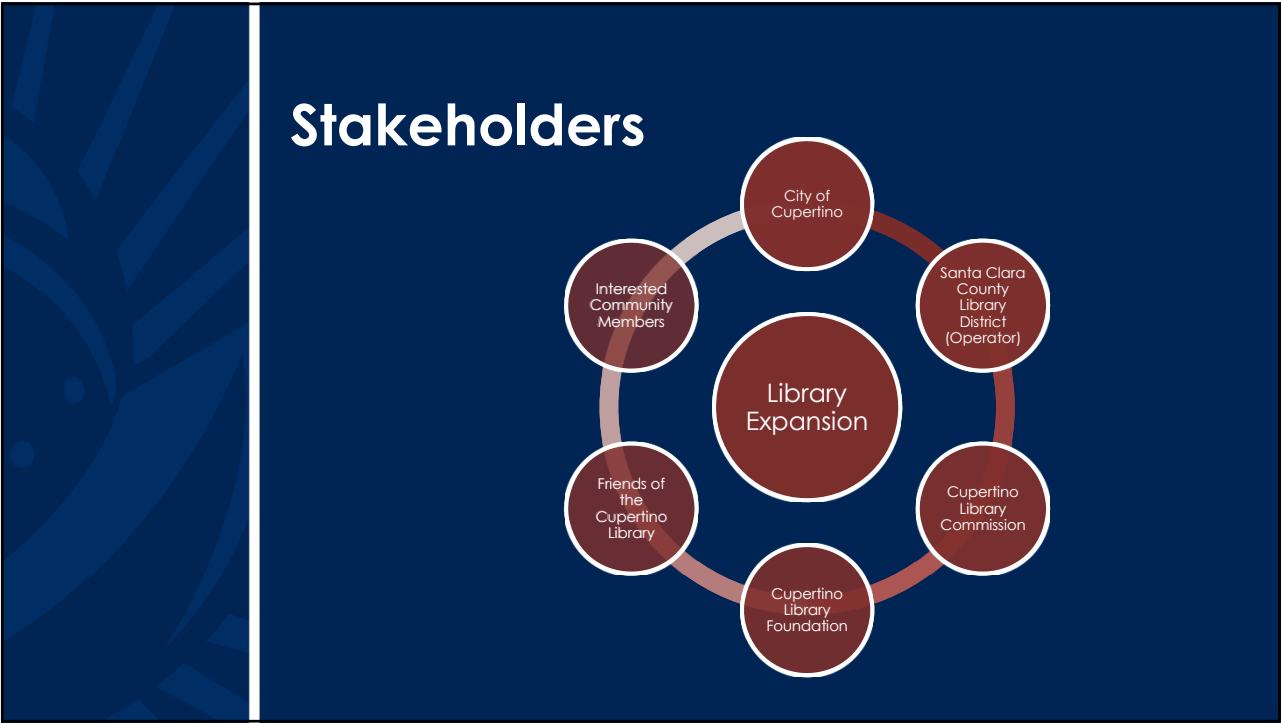 Stakeholders
City of
Cupertino
Santa Clara
County
Library
District
(Operator)
Cupertino
Library
Commission
Cupertino
Library
Foundation
Friends of
the
Cupertino
Library
Interested
Community
Members
Library
Expansion